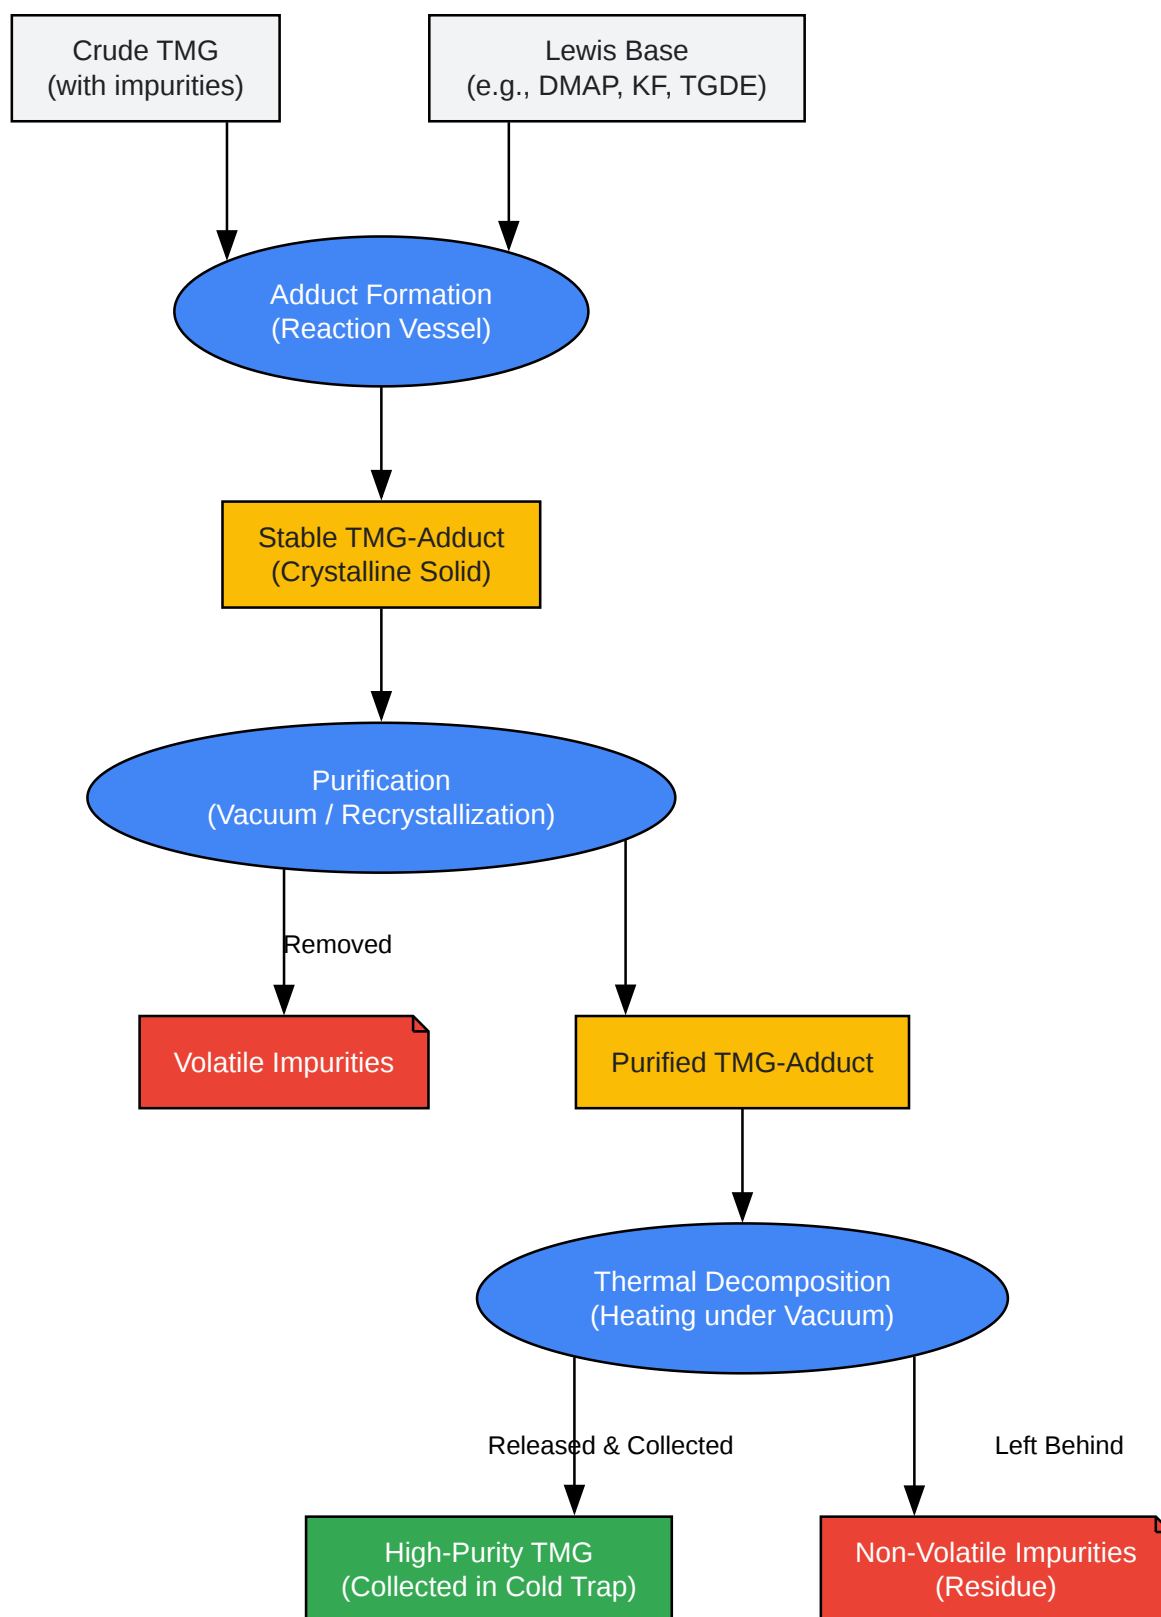 Crude TMG
(with impurities)
Lewis Base
(e.g., DMAP, KF, TGDE)
Adduct Formation
(Reaction Vessel)
Stable TMG-Adduct
(Crystalline Solid)
Purification
(Vacuum / Recrystallization)
Removed
Volatile Impurities
Purified TMG-Adduct
Thermal Decomposition
(Heating under Vacuum)
Released & Collected
Left Behind
High-Purity TMG
(Collected in Cold Trap)
Non-Volatile Impurities
(Residue)